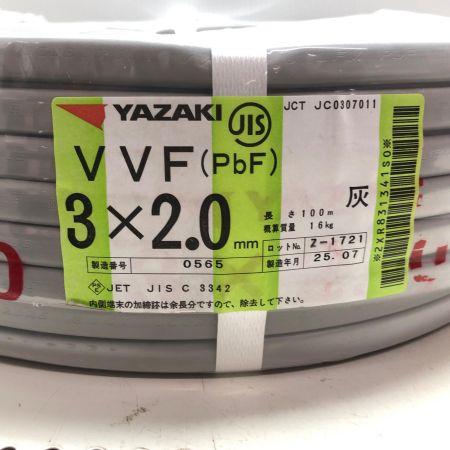 YAZAKI JIS JCT JC0307011
VVF(PbF)
3×2.0mm
灰
長さ 100m
概算質量 16kg
ロットNo. Z-1721
製造番号 0565 製造年月 25.07
PSE JET JIS C 3342
内側端末の加締跡は余長分ですので、除去して下さい。
※2XR831341S0※